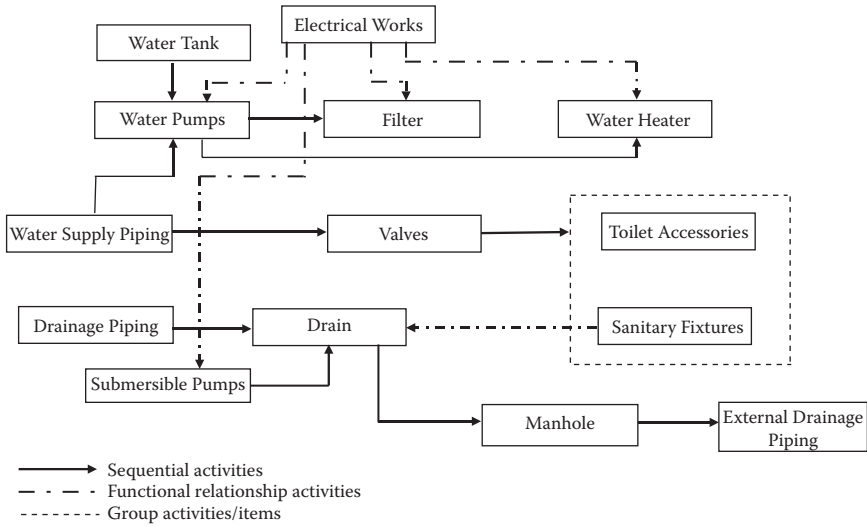 Electrical Works
Water Tank
Water Pumps
Filter
Water Heater
Water Supply Piping
Valves
Toilet Accessories
Drainage Piping
Drain
Sanitary Fixtures
Submersible Pumps
Manhole
External Drainage
Piping
Sequential activities
Functional relationship activities
Group activities/items